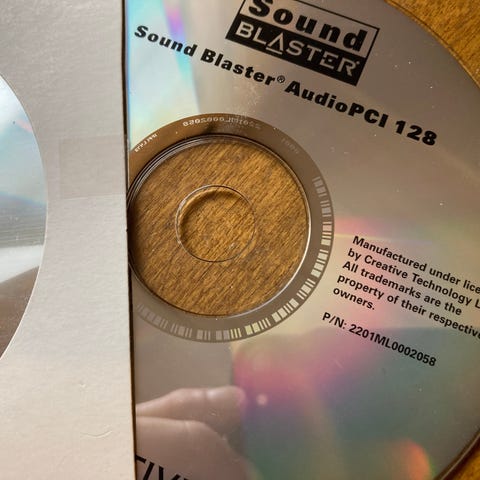 Sound
BLASTER
Sound Blaster® AudioPCI 128
2201ML0002058
Manufactured under
by Creative Technology
All trademarks are the
property of their respective
owners.
P/N: 2201ML0002058